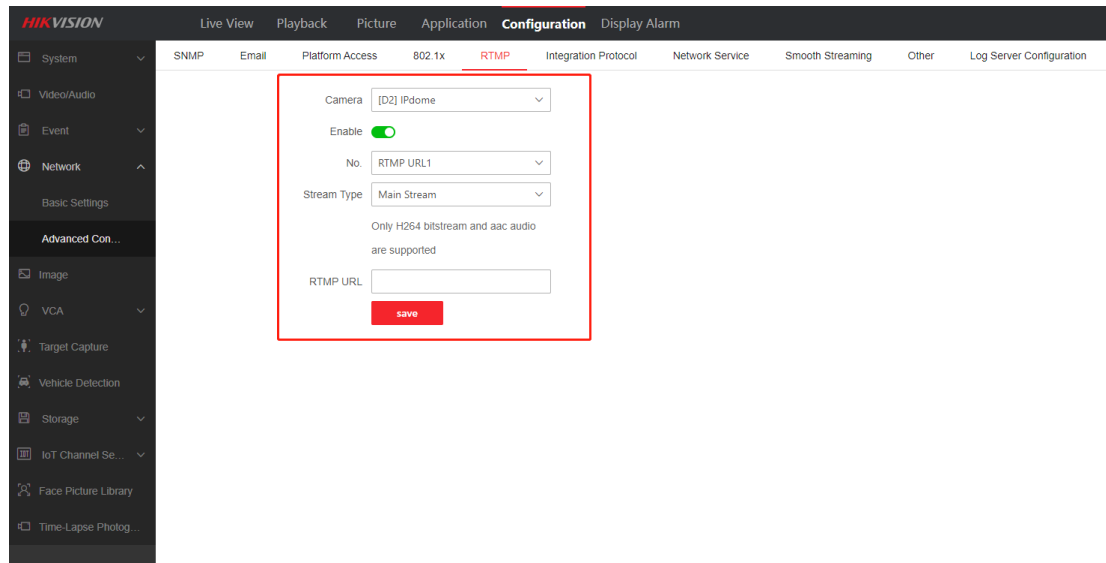 HIKVISION Live View Playback Picture Application Configuration Display Alarm
System SNMP Email Platform Access 802.1x RTMP Integration Protocol Network Service Smooth Streaming Other Log Server Configuration
Video/Audio
Event
Network
Basic Settings
Advanced Con...
Image
VCA
Target Capture
Vehicle Detection
Storage
IOT IoT Channel Se...
Face Picture Library
Time-Lapse Photog...
Camera [D2] IPdome
Enable
No. RTMP URL1
Stream Type Main Stream
Only H264 bitstream and aac audio
are supported
RTMP URL
save